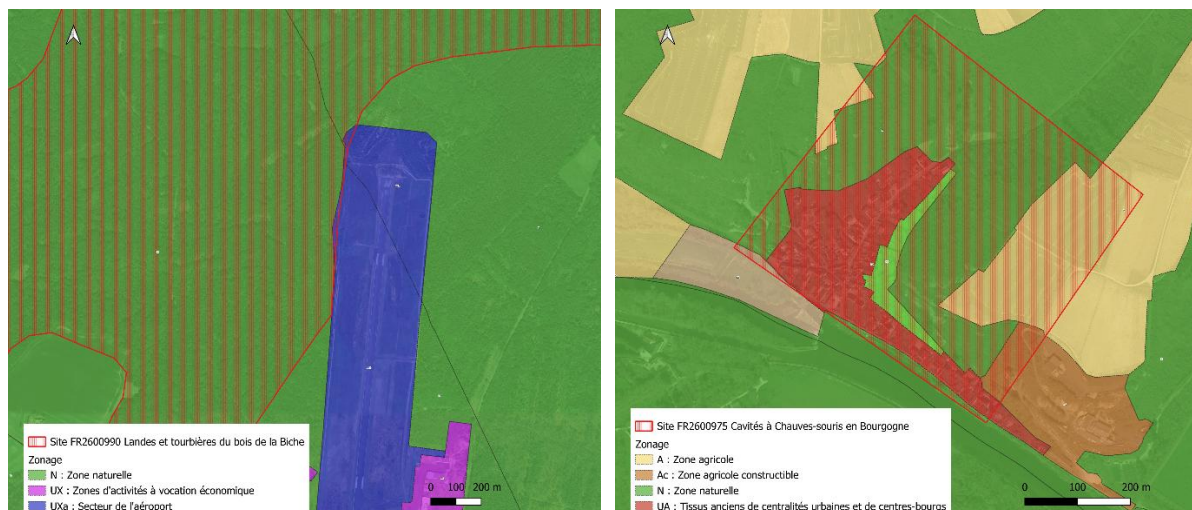 Site FR2600990 Landes et tourbières du bois de la Biche
Zonage
N : Zone naturelle
UX : Zones d'activités à vocation économique
UXa : Secteur de l'aéroport
0 100 200 m
Site FR2600975 Cavités à Chauves-souris en Bourgogne
Zonage
A : Zone agricole
Ac : Zone agricole constructible
N : Zone naturelle
UA : Tissus anciens de centralités urbaines et de centres-bourgs
0 100 200 m